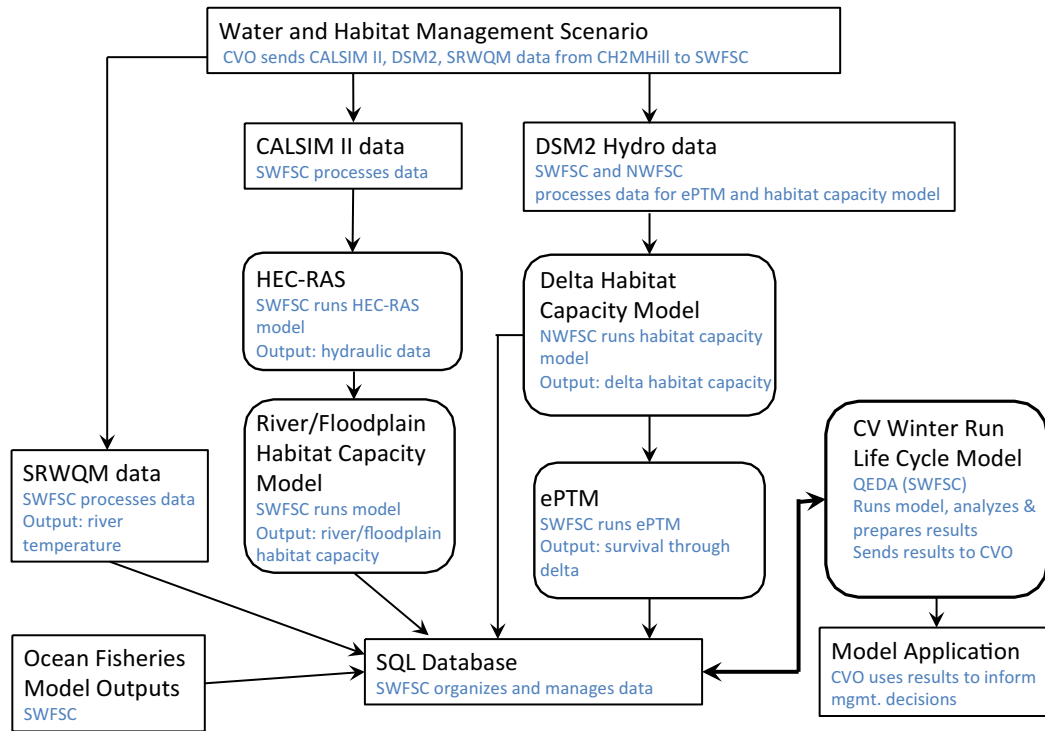 Water and Habitat Management Scenario
CVO sends CALSIM II, DSM2, SRWQM data from CH2MHill to SWFSC
CALSIM II data
SWFSC processes data
DSM2 Hydro data
SWFSC and NWFSC
processes data for ePTM and habitat capacity model
HEC-RAS
SWFSC runs HEC-RAS
model
Output: hydraulic data
Delta Habitat
Capacity Model
NWFSC runs habitat capacity
model
Output: delta habitat capacity
River/Floodplain
Habitat Capacity
Model
SWFSC runs model
Output: river/floodplain
habitat capacity
SRWQM data
SWFSC processes data
Output: river
temperature
ePTM
SWFSC runs ePTM
Output: survival through
delta
CV Winter Run
Life Cycle Model
QEDA (SWFSC)
Runs model, analyzes &
prepares results
Sends results to CVO
Ocean Fisheries
Model Outputs
SWFSC
SQL Database
SWFSC organizes and manages data
Model Application
CVO uses results to inform
mgmt. decisions